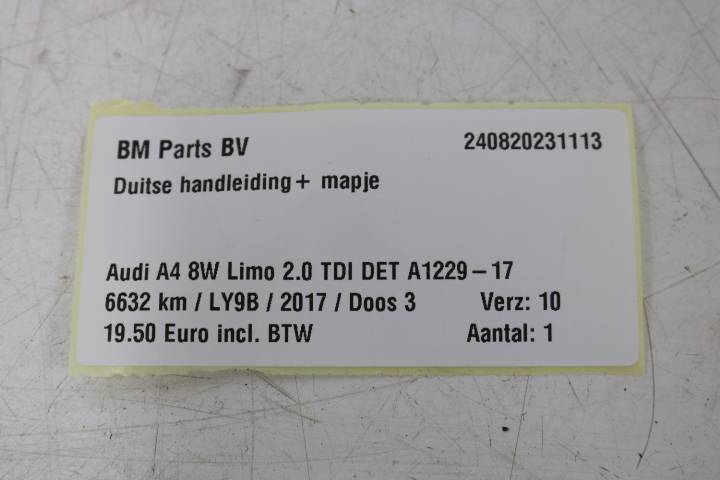 BM Parts BV 240820231113
Duitse handleiding+ mapje
Audi A4 8W Limo 2.0 TDI DET A1229-17
6632 km / LY9B / 2017 / Doos 3 Verz: 10
19.50 Euro incl. BTW Aantal: 1